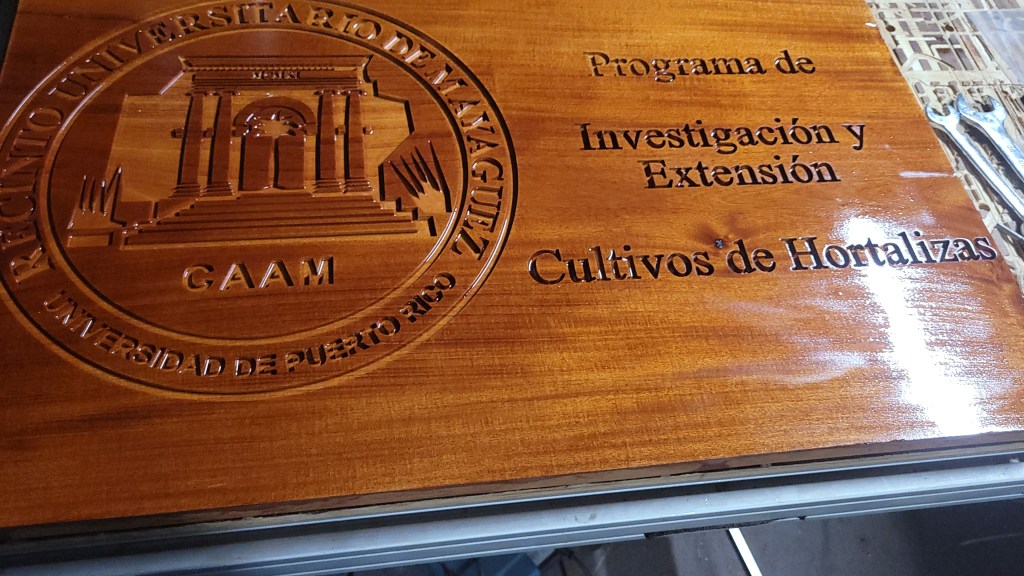 RECINTO UNIVERSITARIO DE MAYAGUEZ
CAAM
UNIVERSIDAD DE PUERTO RICO
Programa de
Investigación y
Extensión
Cultivos de Hortalizas